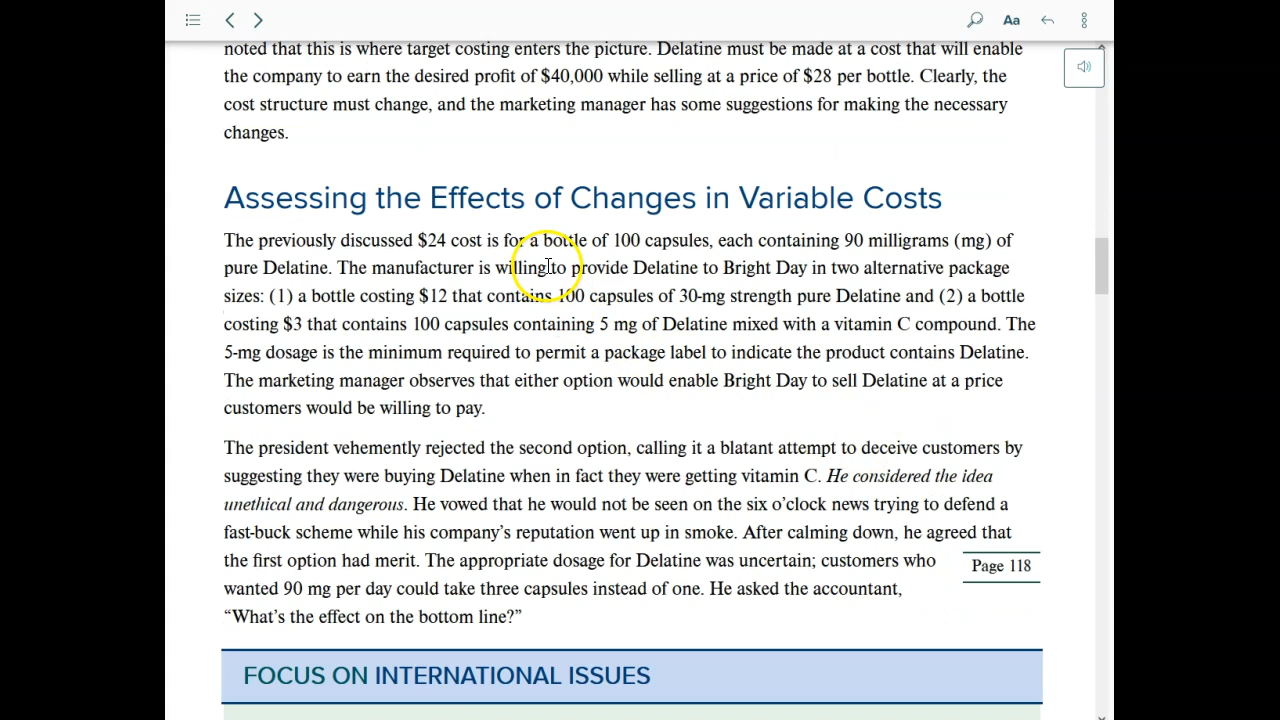 Aa
noted that this is where target costing enters the picture. Delatine must be made at a cost that will enable
the company to earn the desired profit of $40,000 while selling at a price of $28 per bottle. Clearly, the
cost structure must change, and the marketing manager has some suggestions for making the necessary
changes.
Assessing the Effects of Changes in Variable Costs
The previously discussed $24 cost is for a bottle of 100 capsules, each containing 90 milligrams (mg) of
pure Delatine. The manufacturer is willing to provide Delatine to Bright Day in two alternative package
sizes: (1) a bottle costing $12 that contains 100 capsules of 30-mg strength pure Delatine and (2) a bottle
costing $3 that contains 100 capsules containing 5 mg of Delatine mixed with a vitamin C compound. The
5-mg dosage is the minimum required to permit a package label to indicate the product contains Delatine.
The marketing manager observes that either option would enable Bright Day to sell Delatine at a price
customers would be willing to pay.
The president vehemently rejected the second option, calling it a blatant attempt to deceive customers by
suggesting they were buying Delatine when in fact they were getting vitamin C. He considered the idea
unethical and dangerous. He vowed that he would not be seen on the six o’clock news trying to defend a
fast-buck scheme while his company’s reputation went up in smoke. After calming down, he agreed that
the first option had merit. The appropriate dosage for Delatine was uncertain; customers who
Page 118
wanted 90 mg per day could take three capsules instead of one. He asked the accountant,
“What’s the effect on the bottom line?”
FOCUS ON INTERNATIONAL ISSUES